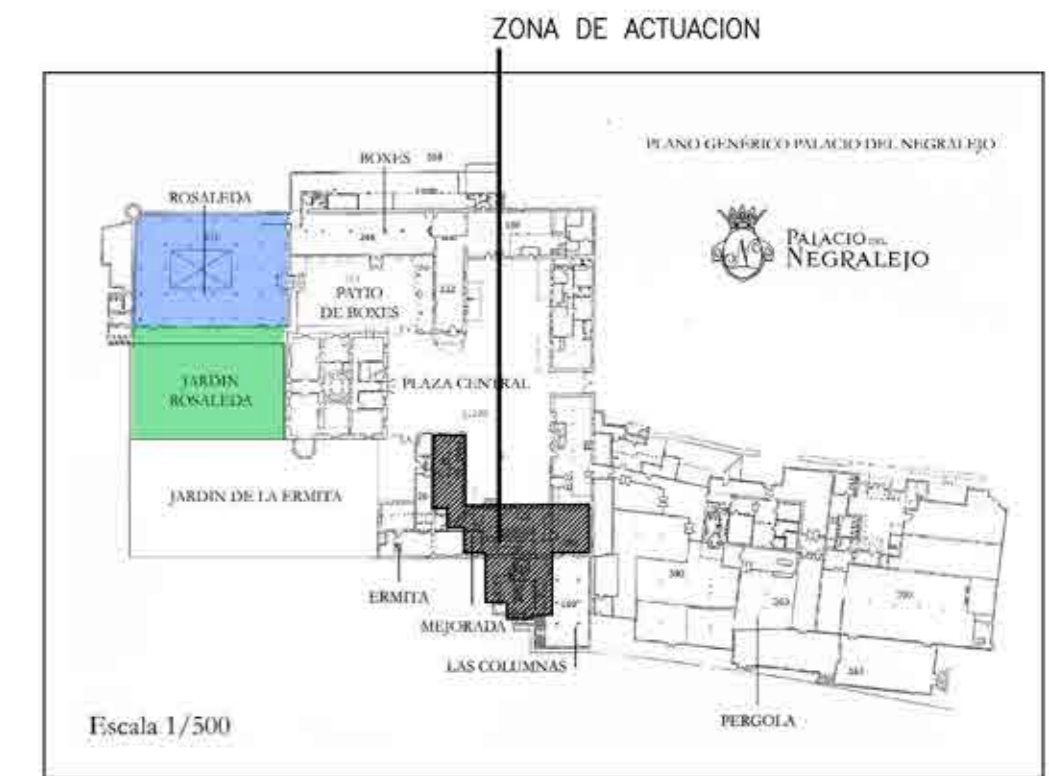 ZONA DE ACTUACION
PLANO GENÉRICO PALACIO DEL NEGRALEJO
BOXES
ROSALEDA
PALACIO DEL
NEGRALEJO
PATIO
DE BOXES
PLAZA CENTRAL
JARDIN
ROSALEDA
JARDIN DE LA ERMITA
ERMITA
MEJORADA
LAS COLUMNAS
PERGOLA
Escala 1/500